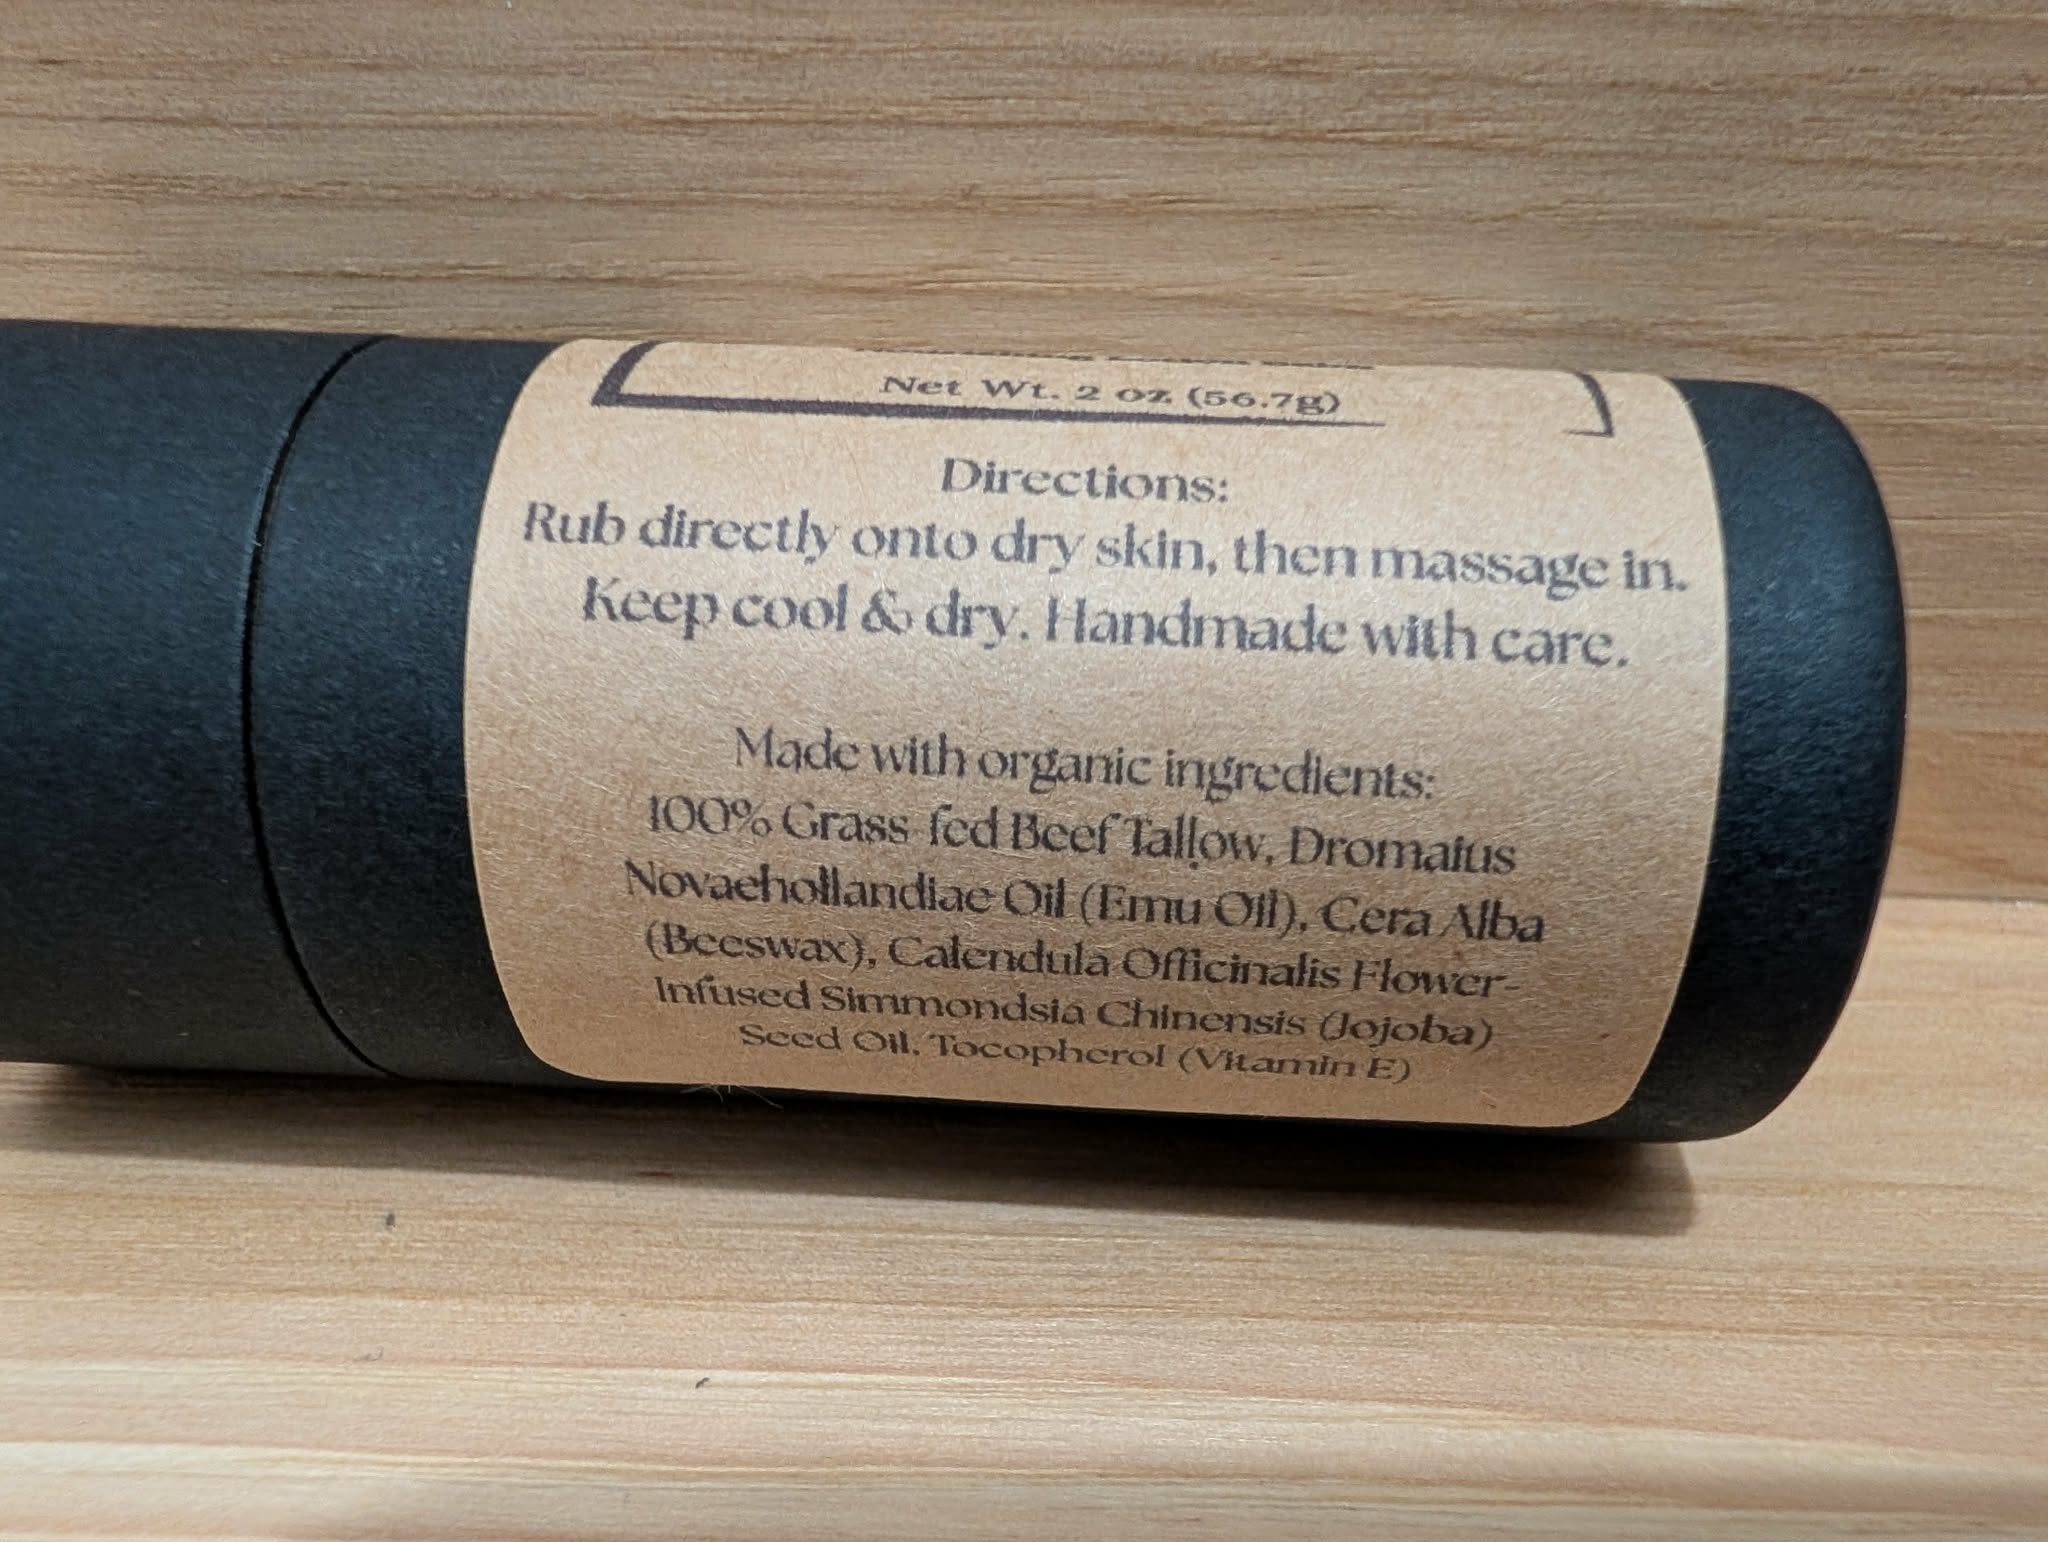 Net Wt. 2 oz (56.7g)
Directions:
Rub directly onto dry skin, then massage in.
Keep cool & dry. Handmade with care.
Made with organic ingredients:
100% Grass-fed Beef Tallow, Dromaius
Novaehollandiae Oil (Emu Oil), Cera Alba
(Beeswax), Calendula Officinalis Flower-
Infused Simmondsia Chinensis (Jojoba)
Seed Oil, Tocopherol (Vitamin E)